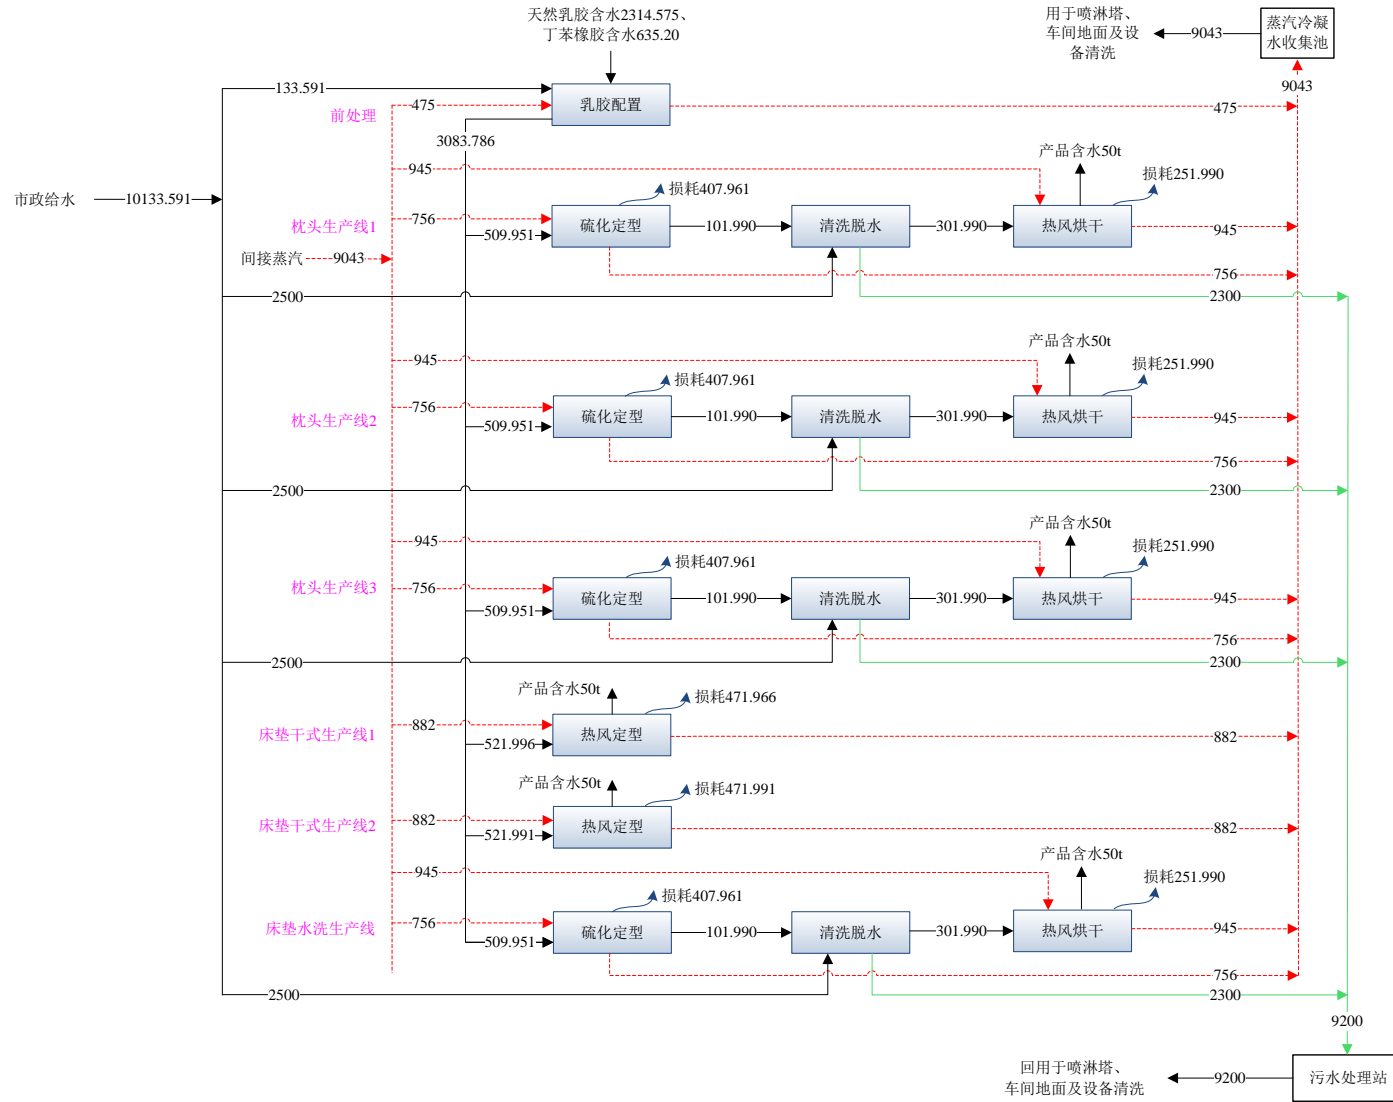 天然乳胶含水2314.575、
丁苯橡胶含水635.20
用于喷淋塔、
车间地面及设
备清洗
9043
蒸汽冷凝
水收集池
133.591
前处理
475
乳胶配置
475
9043
3083.786
市政给水
10133.591
945
产品含水50t
损耗407.961
损耗251.990
枕头生产线1
756
509.951
硫化定型
101.990
清洗脱水
301.990
热风烘干
945
间接蒸汽
9043
756
2500
2300
945
产品含水50t
损耗407.961
损耗251.990
枕头生产线2
756
509.951
硫化定型
101.990
清洗脱水
301.990
热风烘干
945
756
2500
2300
945
产品含水50t
损耗407.961
损耗251.990
枕头生产线3
756
509.951
硫化定型
101.990
清洗脱水
301.990
热风烘干
945
756
2500
2300
产品含水50t
损耗471.966
床垫干式生产线1
882
521.996
热风定型
882
产品含水50t
损耗471.991
床垫干式生产线2
882
521.991
热风定型
882
945
产品含水50t
损耗407.961
损耗251.990
床垫水洗生产线
756
509.951
硫化定型
101.990
清洗脱水
301.990
热风烘干
945
756
2500
2300
9200
回用于喷淋塔、
车间地面及设备清洗
9200
污水处理站